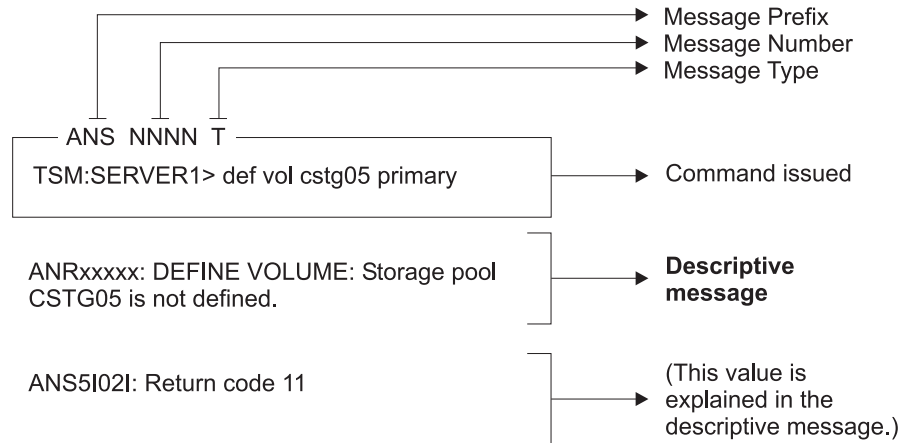 Message Prefix
Message Number
Message Type
ANS NNNN T
TSM:SERVER1> def vol cstg05 primary
Command issued
ANRxxxxx: DEFINE VOLUME: Storage pool
CSTG05 is not defined.
Descriptive
message
ANS5I02I: Return code 11
(This value is
explained in the
descriptive message.)